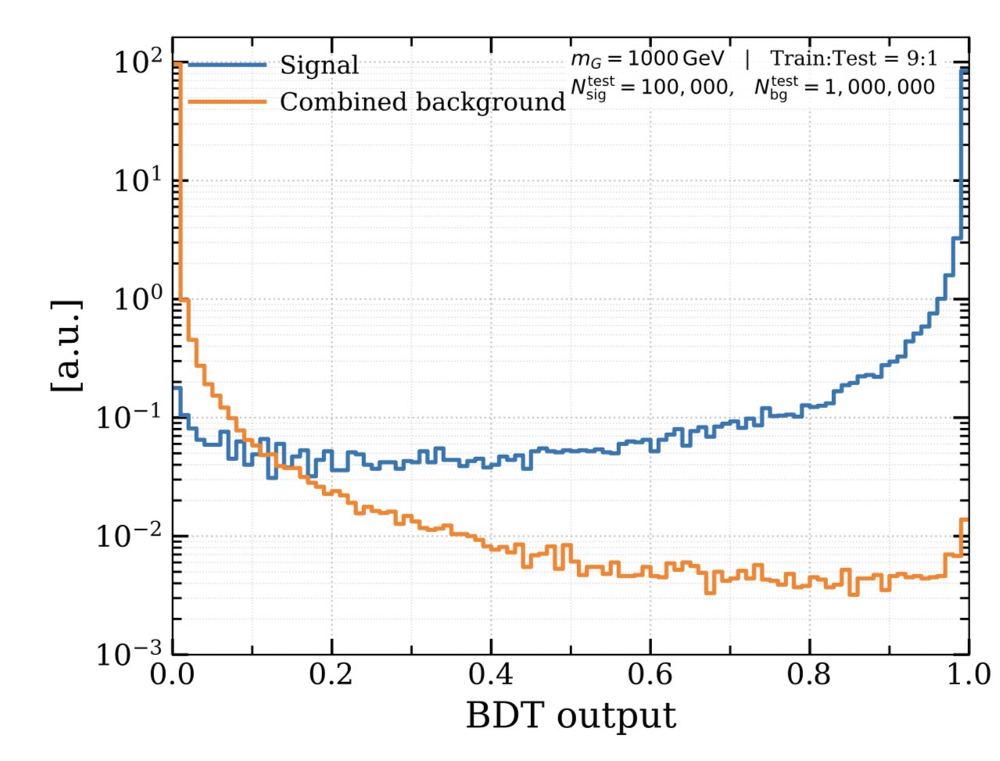 Signal
Combined background
m_G = 1000 GeV | Train:Test = 9:1
N_sig^test = 100,000, N_bg^test = 1,000,000
10²
10¹
10⁰
10⁻¹
10⁻²
10⁻³
[a.u.]
0.0 0.2 0.4 0.6 0.8 1.0
BDT output